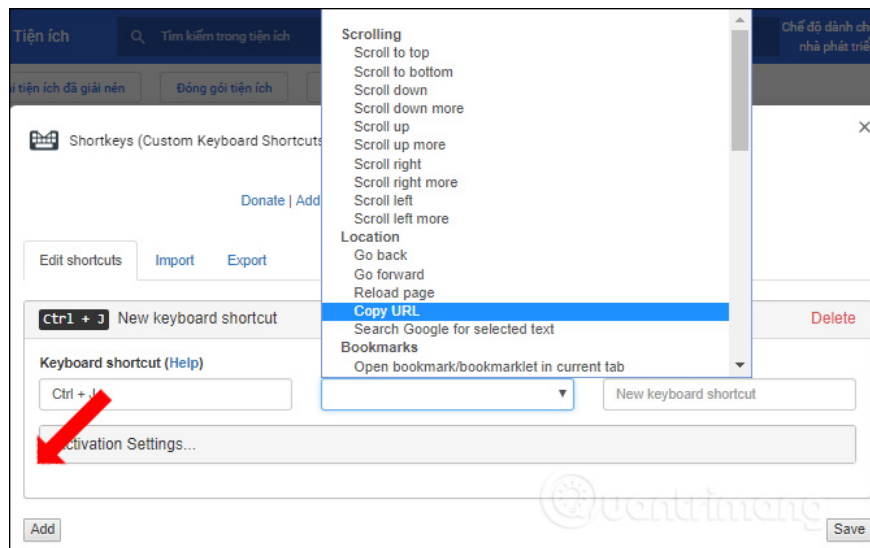 Tiện ích
Tìm kiếm trong tiện ích
Chế độ dành ch
nhà phát triể
i tiện ích đã giải nén
Đóng gói tiện ích
Shortkeys (Custom Keyboard Shortcuts
Donate | Add
Edit shortcuts
Import
Export
Scrolling
Scroll to top
Scroll to bottom
Scroll down
Scroll down more
Scroll up
Scroll up more
Scroll right
Scroll right more
Scroll left
Scroll left more
Location
Go back
Go forward
Reload page
Copy URL
Search Google for selected text
Bookmarks
Open bookmark/bookmarklet in current tab
Ctrl + J New keyboard shortcut
Delete
Keyboard shortcut (Help)
Ctrl + J
New keyboard shortcut
Activation Settings...
Quantrimang
Add
Save